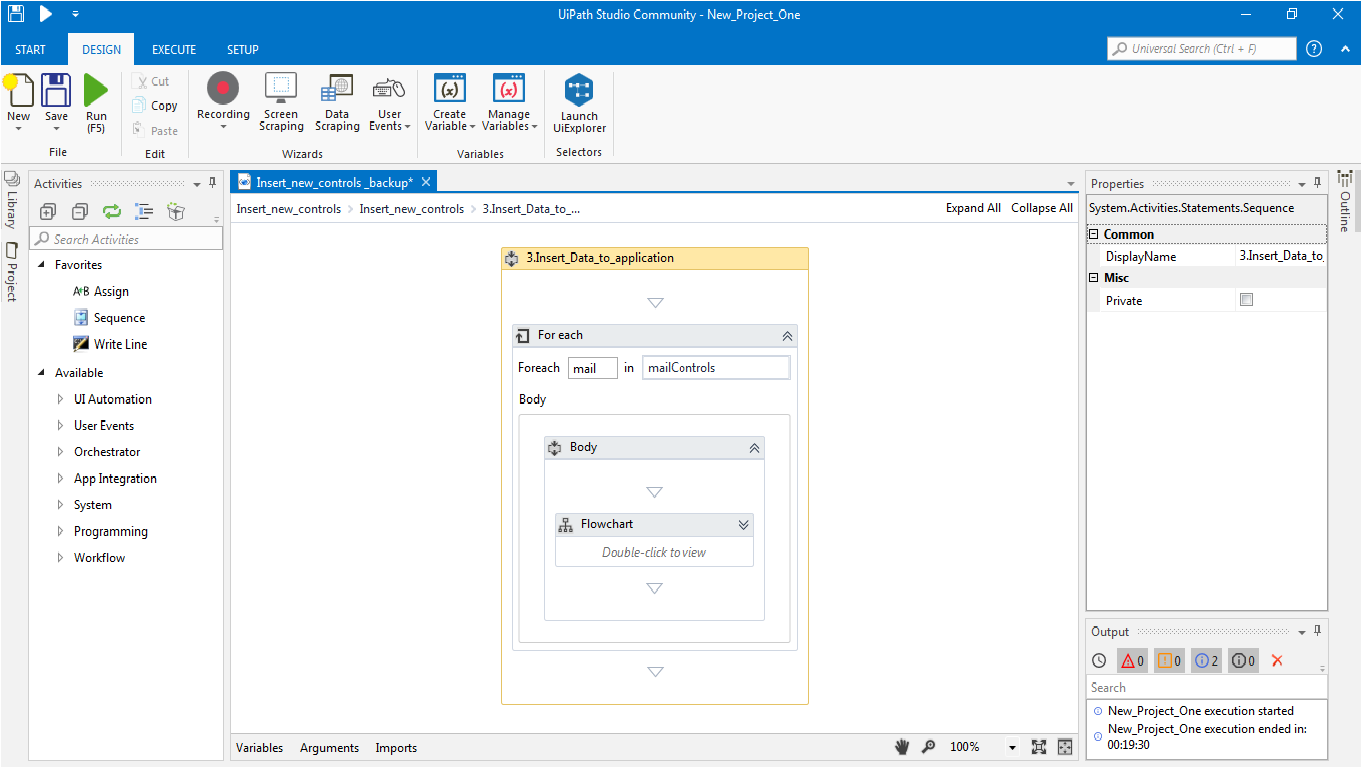 UiPath Studio Community - New_Project_One
START DESIGN EXECUTE SETUP
Universal Search (Ctrl + F)
New
Save
Run
(F5)
File
Cut
Copy
Paste
Edit
Recording
Screen
Scraping
Data
Scraping
User
Events
Wizards
Create
Variable
Manage
Variables
Variables
Launch
UiExplorer
Selectors
Library
Project
Activities
Search Activities
Favorites
A+B Assign
Sequence
Write Line
Available
UI Automation
User Events
Orchestrator
App Integration
System
Programming
Workflow
Insert_new_controls _backup*
Insert_new_controls > Insert_new_controls > 3.Insert_Data_to_...
Expand All Collapse All
3.Insert_Data_to_application
For each
Foreach mail in mailControls
Body
Body
Flowchart
Double-click to view
Variables Arguments Imports
100%
Properties
System.Activities.Statements.Sequence
Common
DisplayName 3.Insert_Data_to_
Misc
Private
Outline
Output
0 0 2 0
Search
New_Project_One execution started
New_Project_One execution ended in:
00:19:30